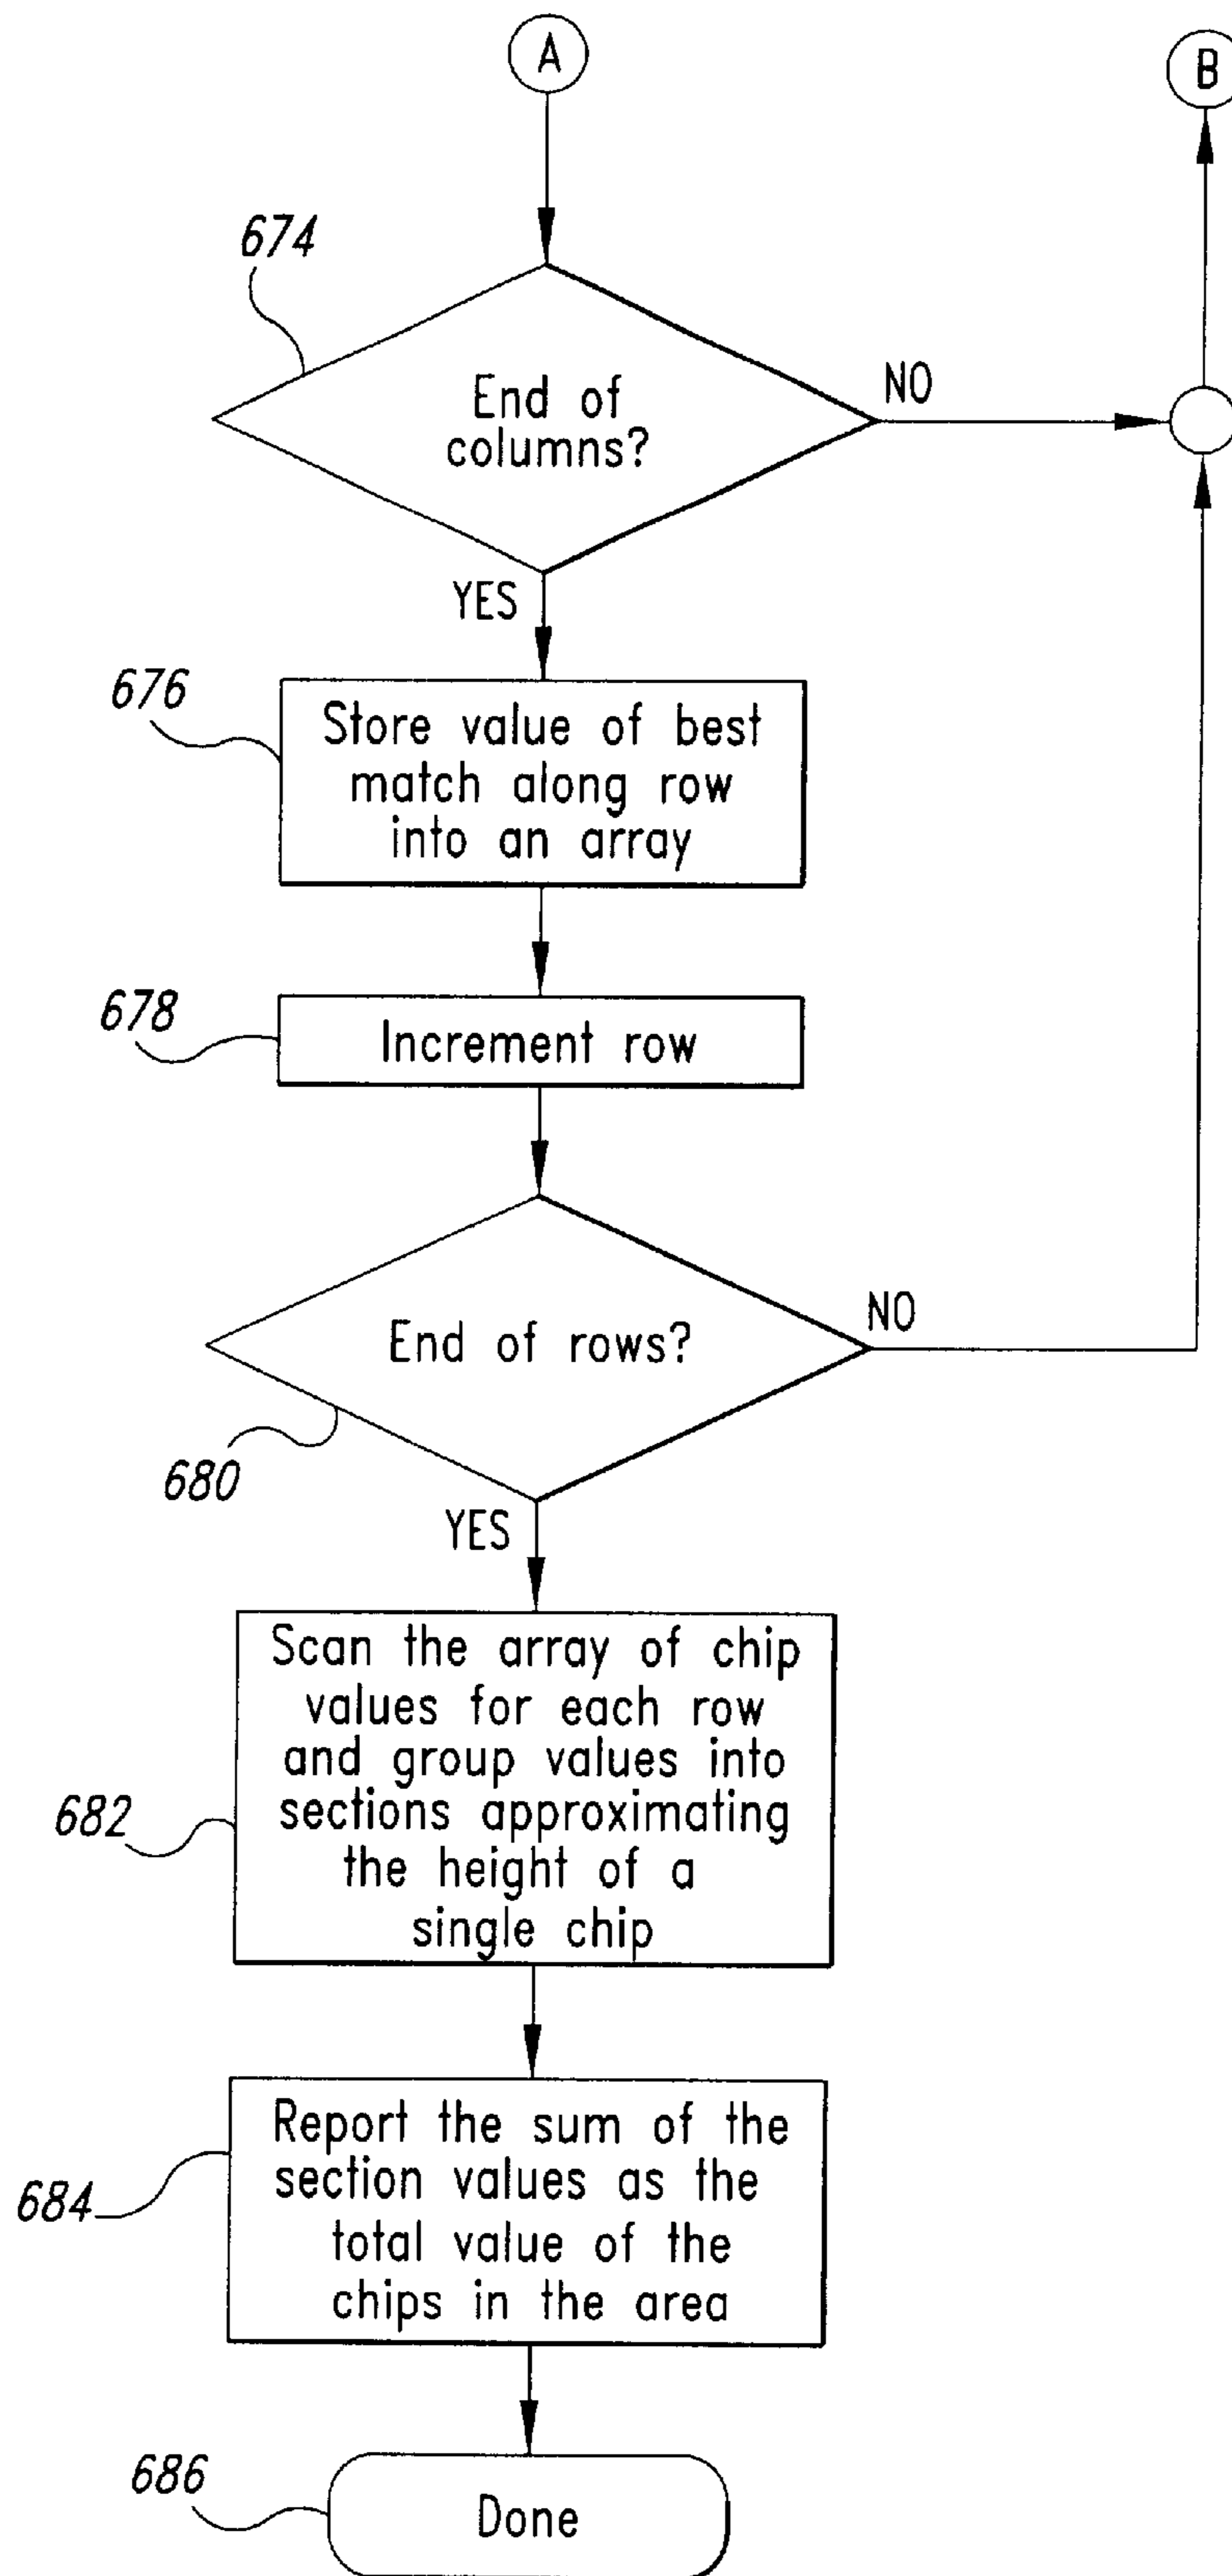 A
B
674
End of
columns?
NO
YES
676
Store value of best
match along row
into an array
678
Increment row
End of rows?
NO
680
YES
Scan the array of chip
values for each row
and group values into
sections approximating
the height of a
single chip
682
Report the sum of the
section values as the
total value of the
chips in the area
684
686
Done